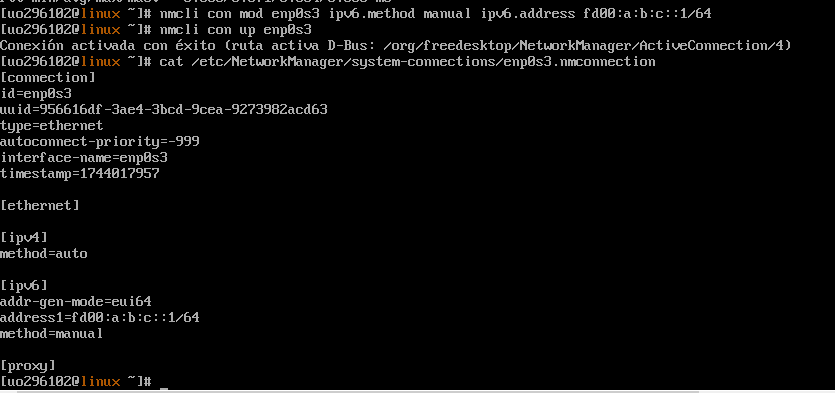 [uo296102@linux ~]# nmcli con mod enp0s3 ipv6.method manual ipv6.address fd00:a:b:c::1/64
[uo296102@linux ~]# nmcli con up enp0s3
Conexión activada con éxito (ruta activa D-Bus: /org/freedesktop/NetworkManager/ActiveConnection/4)
[uo296102@linux ~]# cat /etc/NetworkManager/system-connections/enp0s3.nmconnection
[connection]
id=enp0s3
uuid=956616df-3ae4-3bcd-9cea-9273982acd63
type=ethernet
autoconnect-priority=-999
interface-name=enp0s3
timestamp=1744017957
[ethernet]
[ipv4]
method=auto
[ipv6]
addr-gen-mode=eui64
address1=fd00:a:b:c::1/64
method=manual
[proxy]
[uo296102@linux ~]#